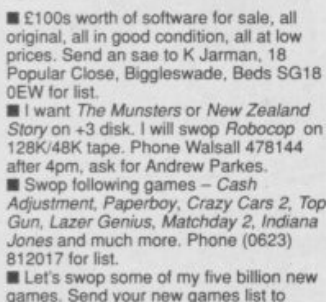 ■ £100s worth of software for sale, all
original, all in good condition, all at low
prices. Send an sae to K Jarman, 18
Popular Close, Biggleswade, Beds SG18
0EW for list.
■ I want The Munsters or New Zealand
Story on +3 disk. I will swop Robocop on
128K/48K tape. Phone Walsall 478144
after 4pm, ask for Andrew Parkes.
■ Swop following games – Cash
Adjustment, Paperboy, Crazy Cars 2, Top
Gun, Lazer Genius, Matchday 2, Indiana
Jones and much more. Phone (0623)
812017 for list.
■ Let's swop some of my five billion new
games. Send your new games list to